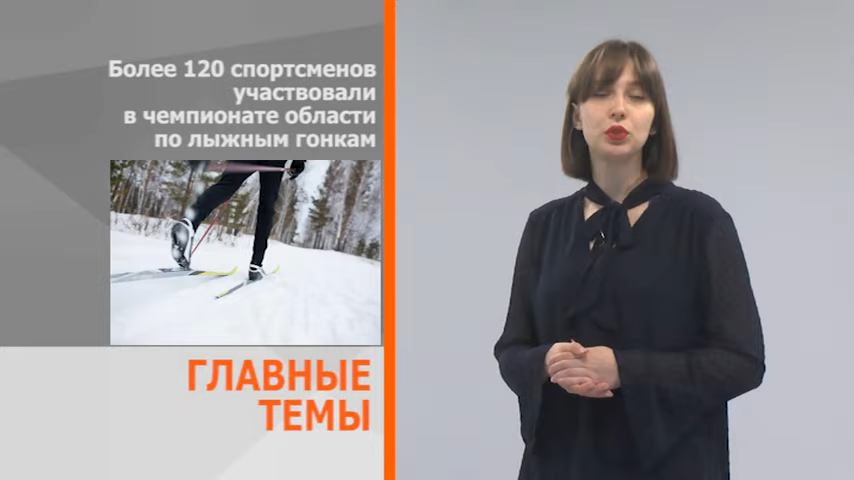 Более 120 спортсменов
участвовали
в чемпионате области
по лыжным гонкам
ГЛАВНЫЕ
ТЕМЫ